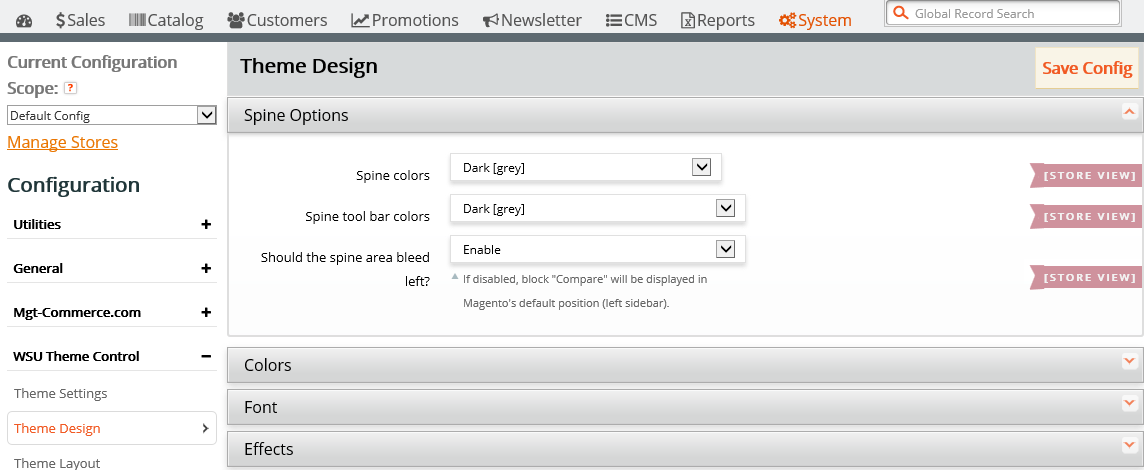 Sales Catalog Customers Promotions Newsletter CMS Reports System Global Record Search
Current Configuration
Scope: ?
Default Config
Manage Stores
Configuration
Utilities +
General +
Mgt-Commerce.com +
WSU Theme Control −
Theme Settings
Theme Design
Theme Layout
Theme Design Save Config
Spine Options
Spine colors Dark [grey] [STORE VIEW]
Spine tool bar colors Dark [grey] [STORE VIEW]
Should the spine area bleed
left?
Enable
If disabled, block "Compare" will be displayed in
Magento's default position (left sidebar).
[STORE VIEW]
Colors
Font
Effects